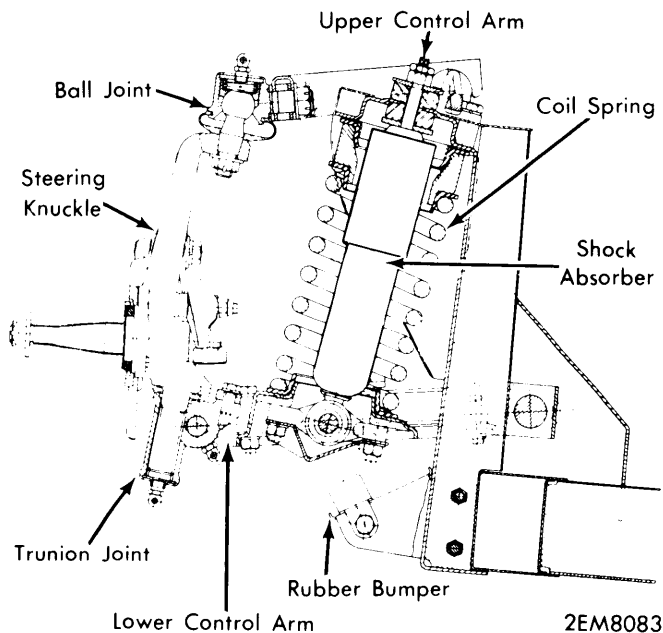 Upper Control Arm
Ball Joint
Coil Spring
Steering
Knuckle
Shock
Absorber
Trunion Joint
Rubber Bumper
Lower Control Arm
2EM8083